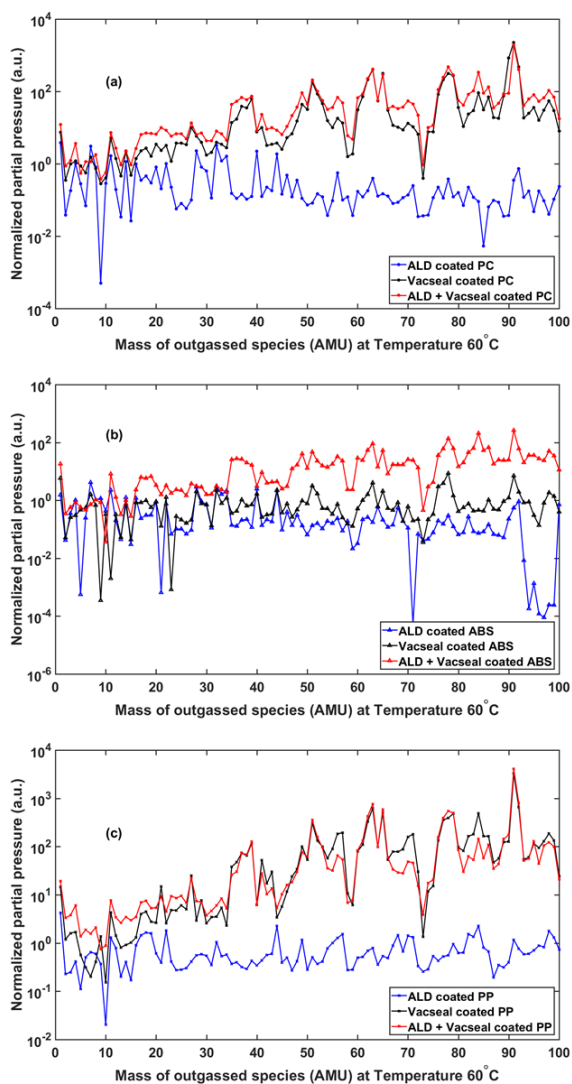 Normalized partial pressure (a.u.)
10^4
10^2
10^0
10^-2
10^-4
(a)
ALD coated PC
Vacseal coated PC
ALD + Vacseal coated PC
0 10 20 30 40 50 60 70 80 90 100
Mass of outgassed species (AMU) at Temperature 60°C
Normalized partial pressure (a.u.)
10^4
10^2
10^0
10^-2
10^-4
10^-6
(b)
ALD coated ABS
Vacseal coated ABS
ALD + Vacseal coated ABS
0 10 20 30 40 50 60 70 80 90 100
Mass of outgassed species (AMU) at Temperature 60°C
Normalized partial pressure (a.u.)
10^4
10^3
10^2
10^1
10^0
10^-1
10^-2
(c)
ALD coated PP
Vacseal coated PP
ALD + Vacseal coated PP
0 10 20 30 40 50 60 70 80 90 100
Mass of outgassed species (AMU) at Temperature 60°C